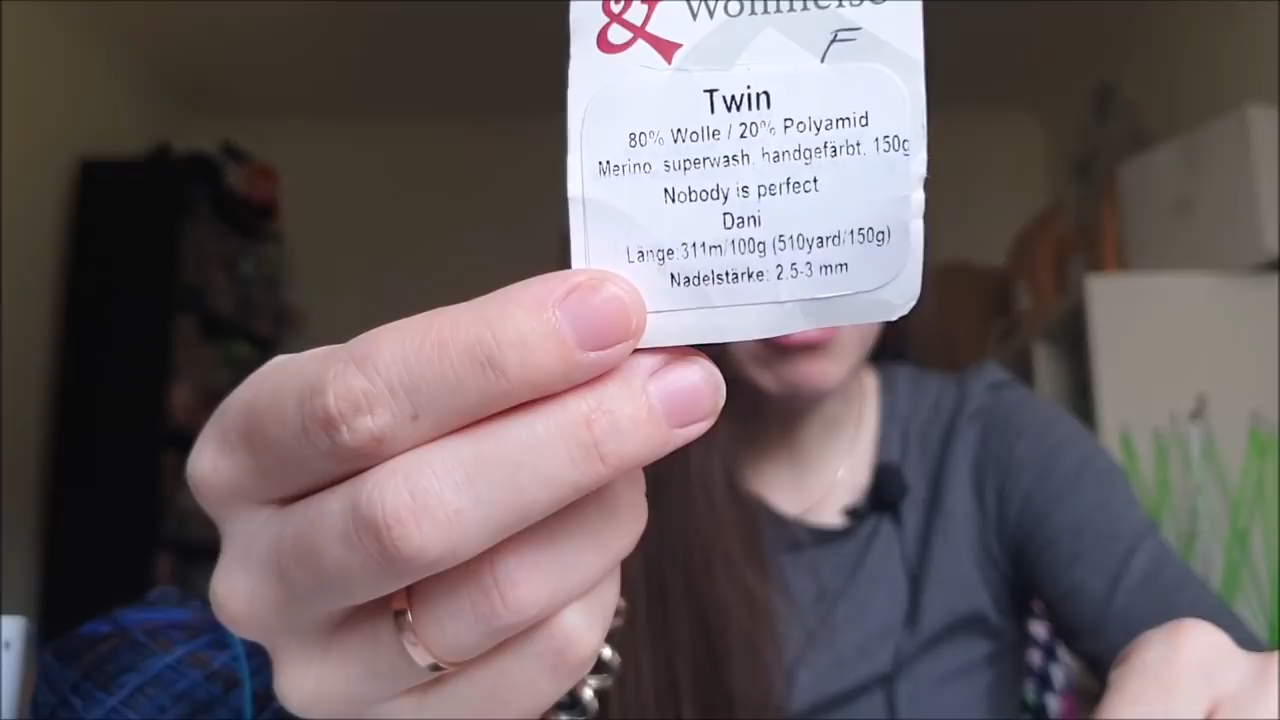 & Wollmeise
F
Twin
80% Wolle / 20% Polyamid
Merino, superwash, handgefärbt, 150g
Nobody is perfect
Dani
Länge:311m/100g (510yard/150g)
Nadelstärke: 2.5-3 mm